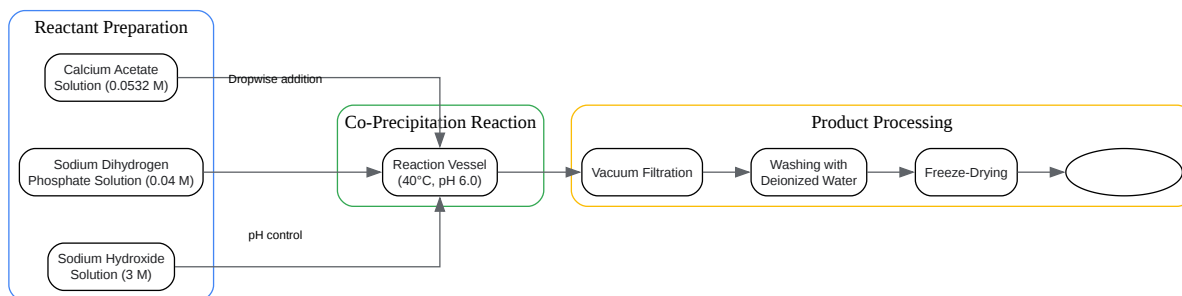 Reactant Preparation
Calcium Acetate
Solution (0.0532 M)
Dropwise addition
Sodium Dihydrogen
Phosphate Solution (0.04 M)
Sodium Hydroxide
Solution (3 M)
pH control
Co-Precipitation Reaction
Reaction Vessel
(40°C, pH 6.0)
Product Processing
Vacuum Filtration
Washing with
Deionized Water
Freeze-Drying